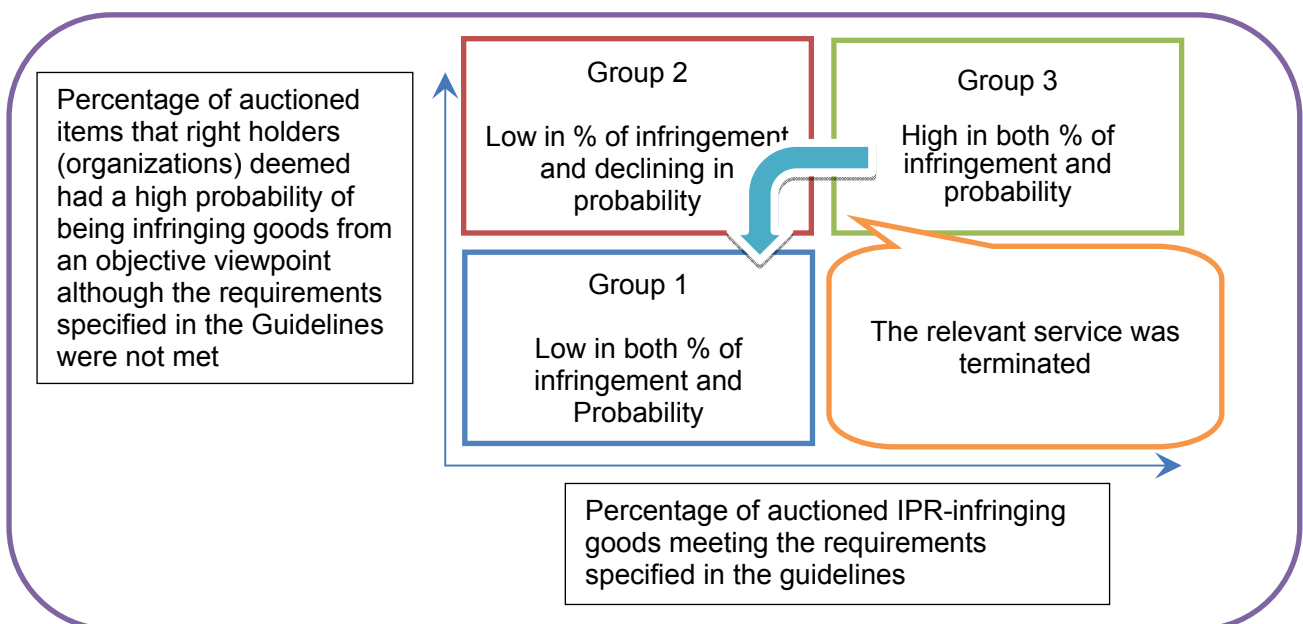 Percentage of auctioned
items that right holders
(organizations) deemed
had a high probability of
being infringing goods from
an objective viewpoint
although the requirements
specified in the Guidelines
were not met
Group 2
Low in % of infringement
and declining in
probability
Group 3
High in both % of
infringement and
probability
Group 1
Low in both % of
infringement and
Probability
The relevant service was
terminated
Percentage of auctioned IPR-infringing
goods meeting the requirements
specified in the guidelines